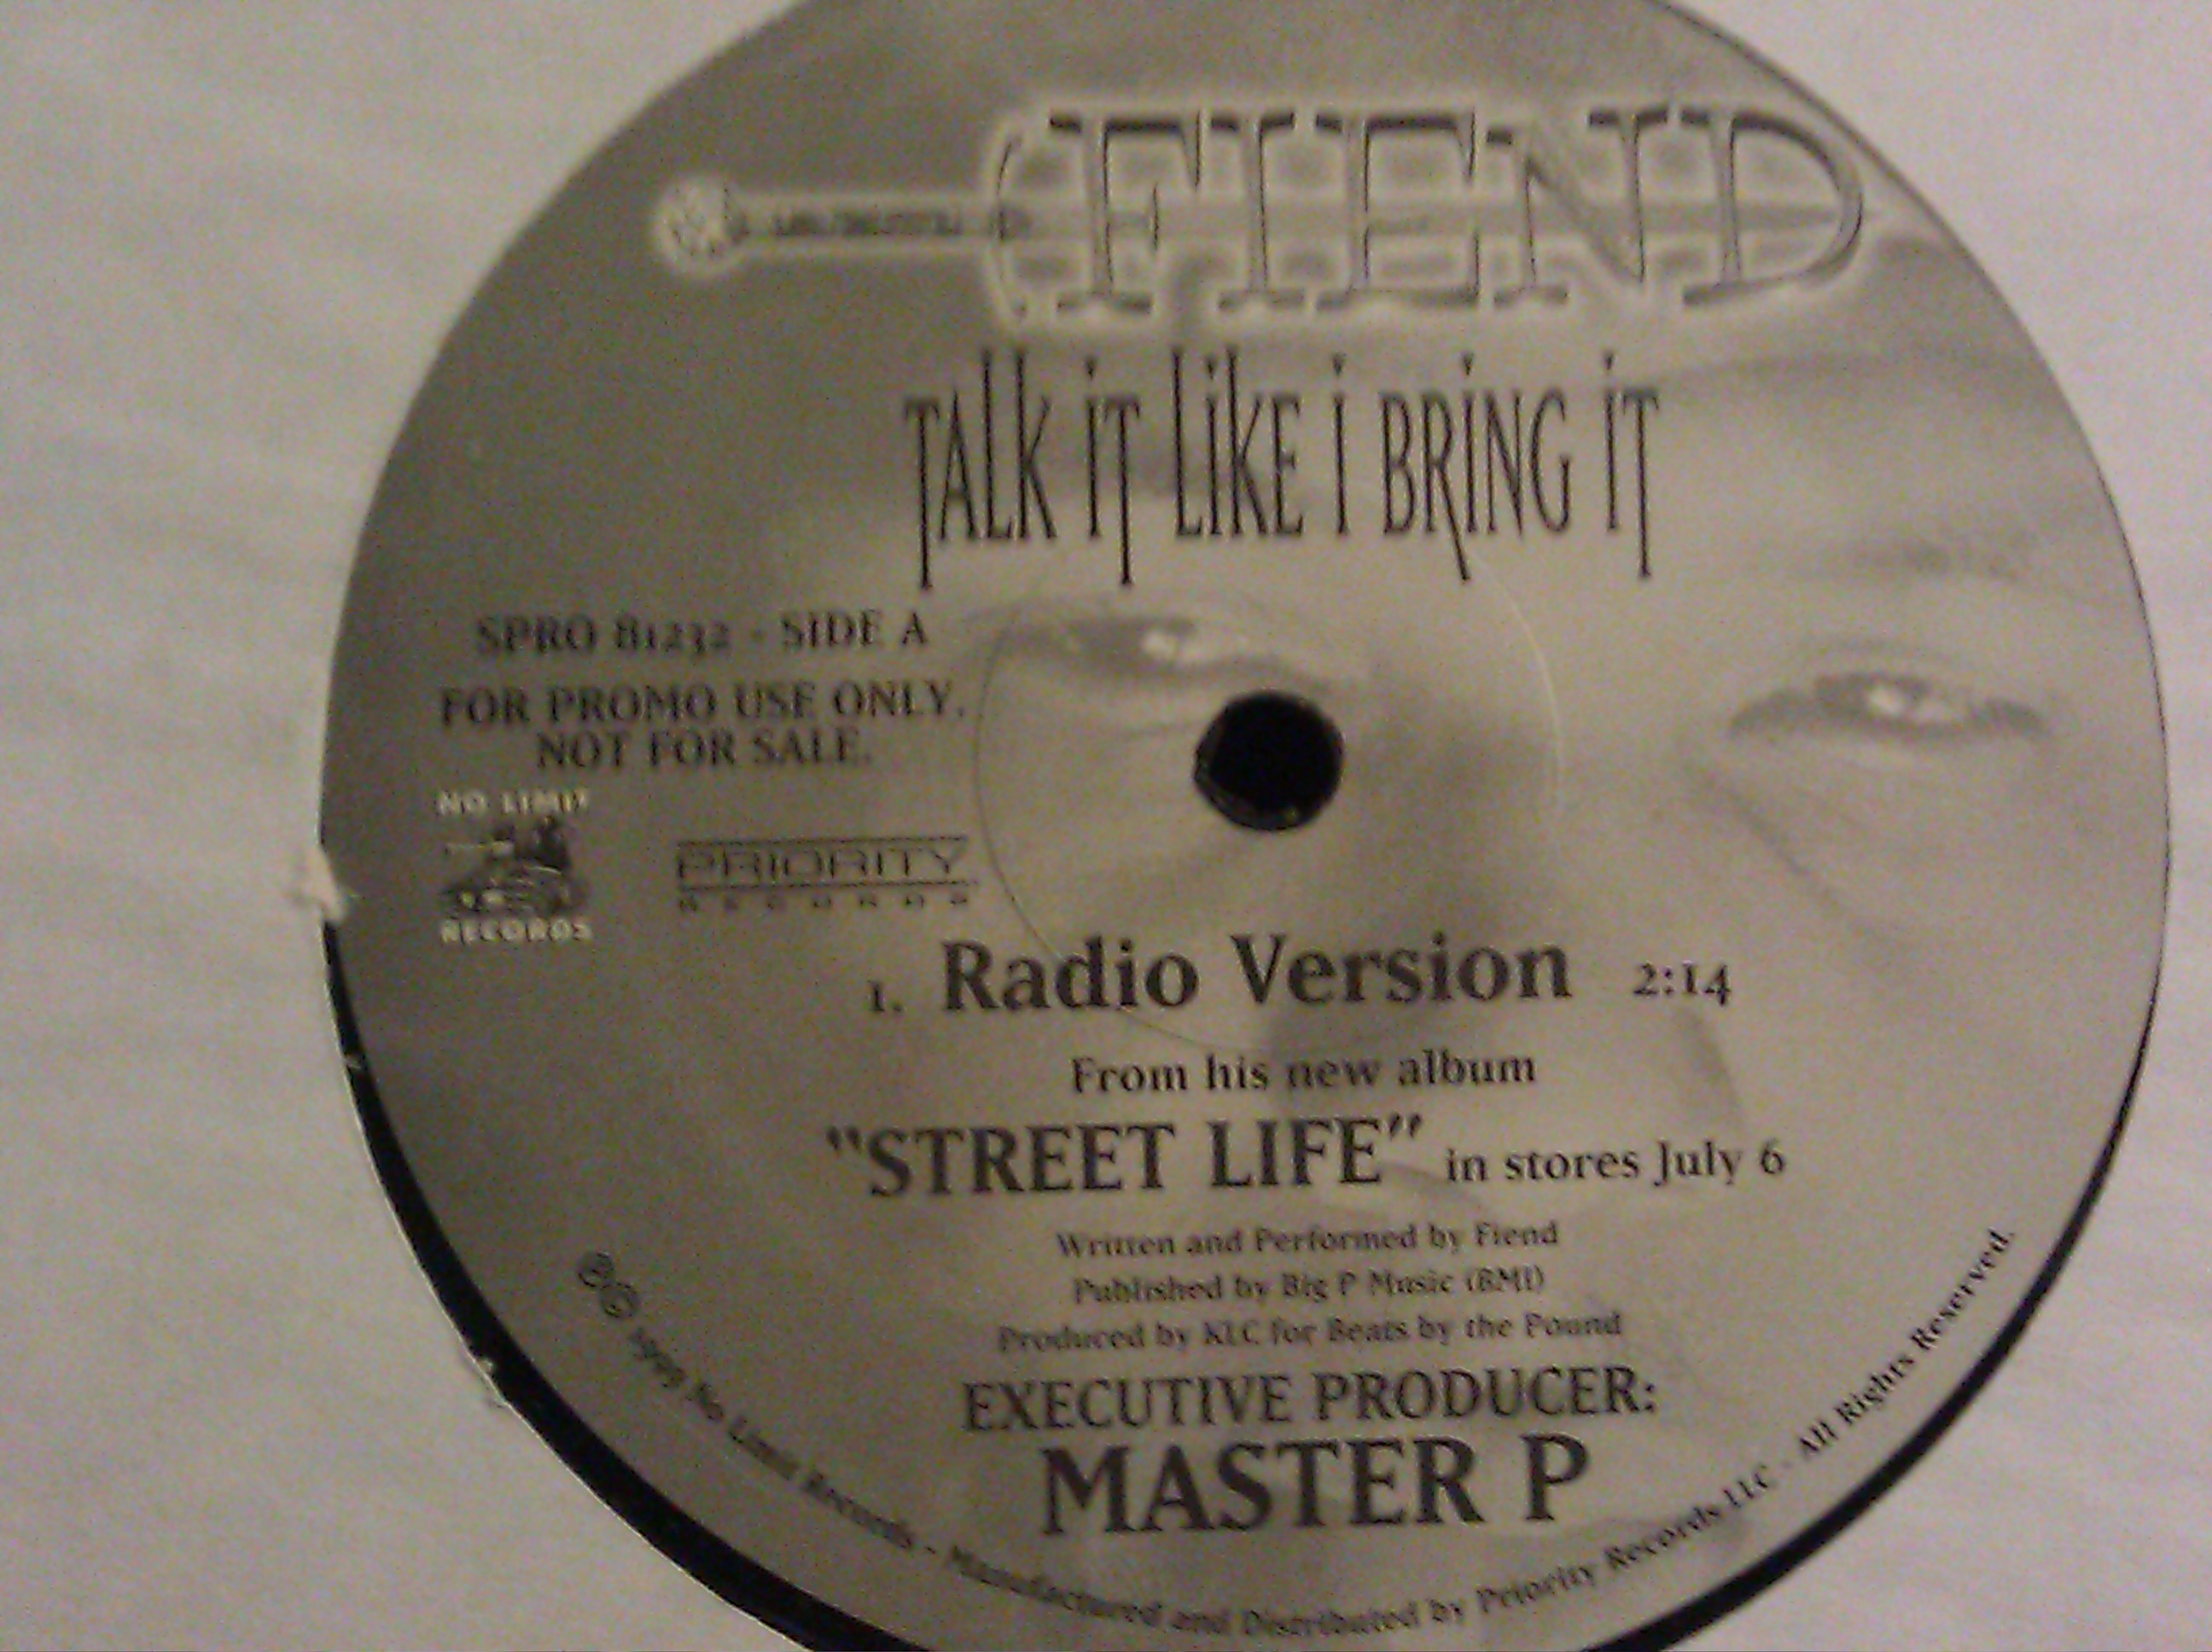 FIEND
TALK IT LIKE I BRING IT
SPRO 81232 - SIDE A
FOR PROMO USE ONLY.
NOT FOR SALE.
NO LIMIT
RECORDS
PRIORITY
RECORDS
1. Radio Version 2:14
From his new album
"STREET LIFE" in stores July 6
Written and Performed by Fiend
Published by Big P Music (BMI)
Produced by KLC for Beats by the Pound
EXECUTIVE PRODUCER:
MASTER P
℗© 1999 No Limit Records - Manufactured and Distributed by Priority Records LLC - All Rights Reserved.